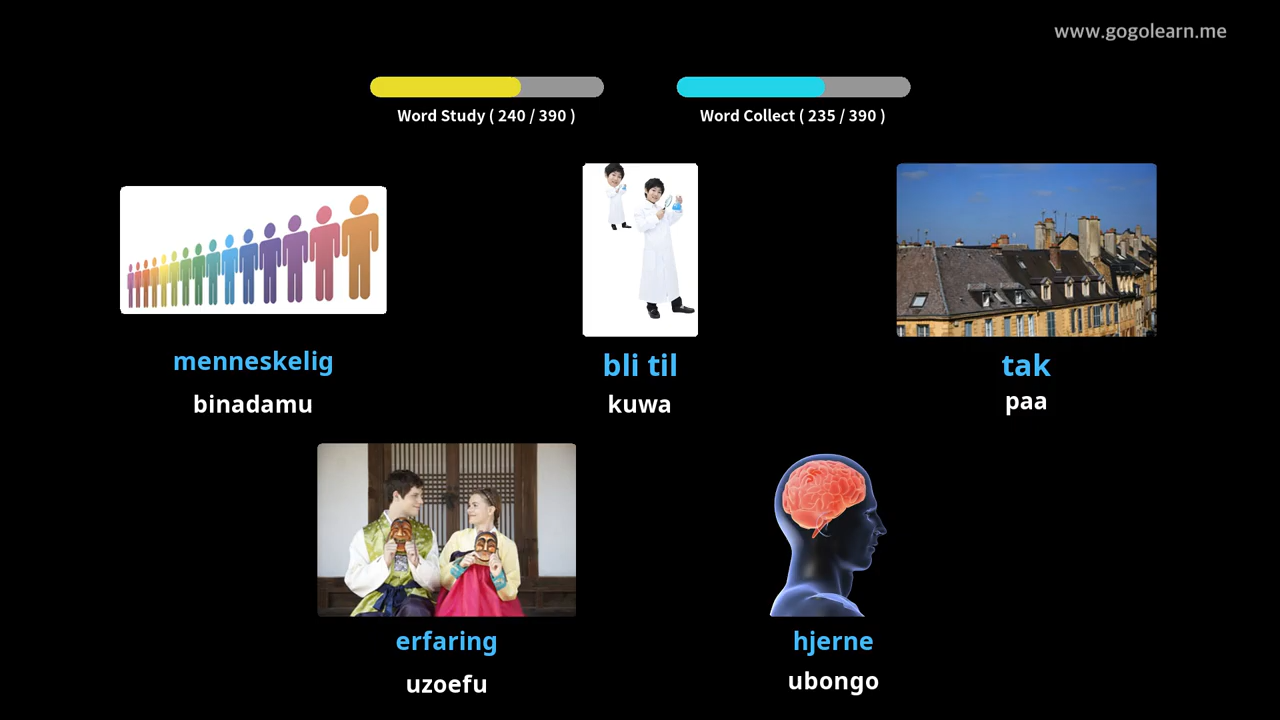 www.gogolearn.me
Word Study ( 240 / 390 )
Word Collect ( 235 / 390 )
menneskelig
binadamu
bli til
kuwa
tak
paa
erfaring
uzoefu
hjerne
ubongo